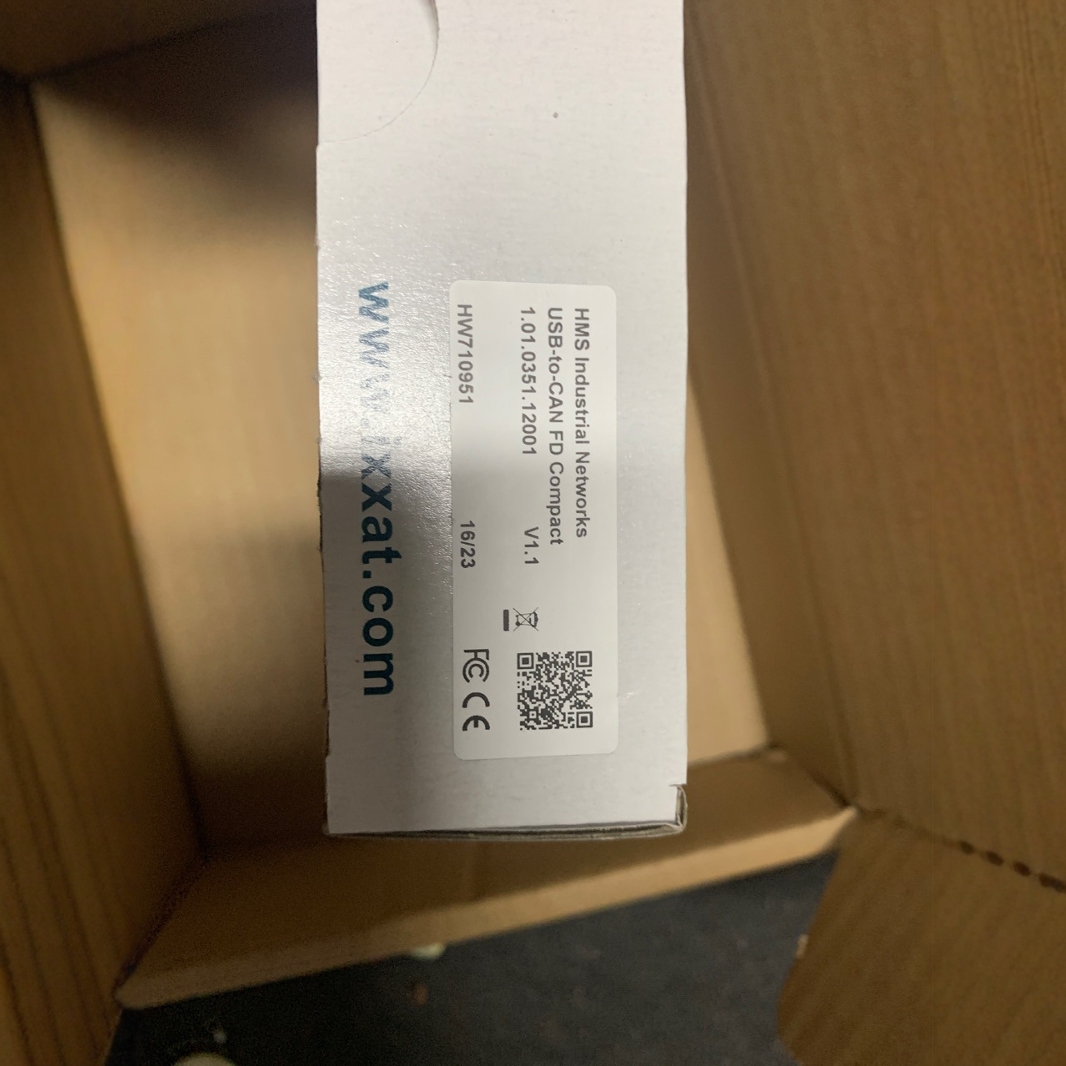 HMS Industrial Networks
USB-to-CAN FD Compact
1.01.0351.12001 V1.1
HW710951 16/23
FC CE
www.ixxat.com